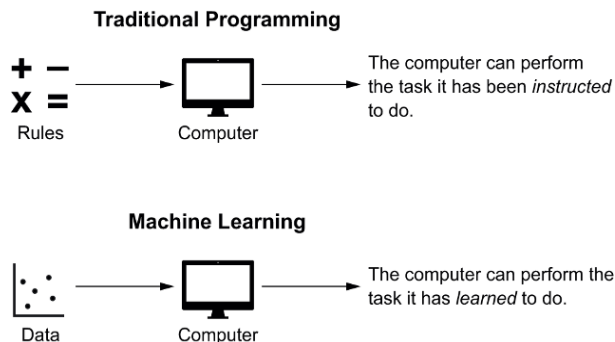 Traditional Programming
+ −
x =
Rules
Computer
The computer can perform
the task it has been instructed
to do.
Machine Learning
Data
Computer
The computer can perform the
task it has learned to do.